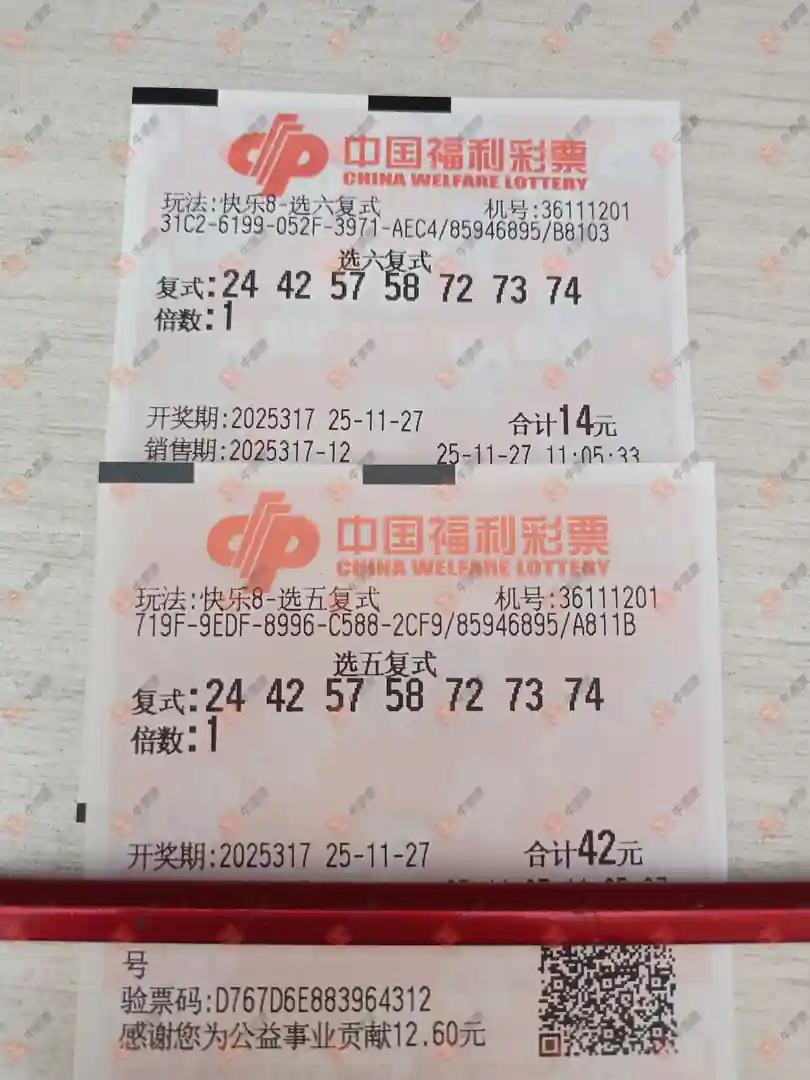 中国福利彩票
CHINA WELFARE LOTTERY
玩法:快乐8-选六复式 机号:36111201
31C2-6199-052F-3971-AEC4/85946895/B8103
选六复式
复式:24 42 57 58 72 73 74
倍数:1
开奖期:2025317 25-11-27 合计14元
销售期:2025317-12 25-11-27 11:05:33
中国福利彩票
CHINA WELFARE LOTTERY
玩法:快乐8-选五复式 机号:36111201
719F-9EDF-8996-C588-2CF9/85946895/A811B
选五复式
复式:24 42 57 58 72 73 74
倍数:1
开奖期:2025317 25-11-27 合计42元
号
验票码:D767D6E883964312
感谢您为公益事业贡献12.60元